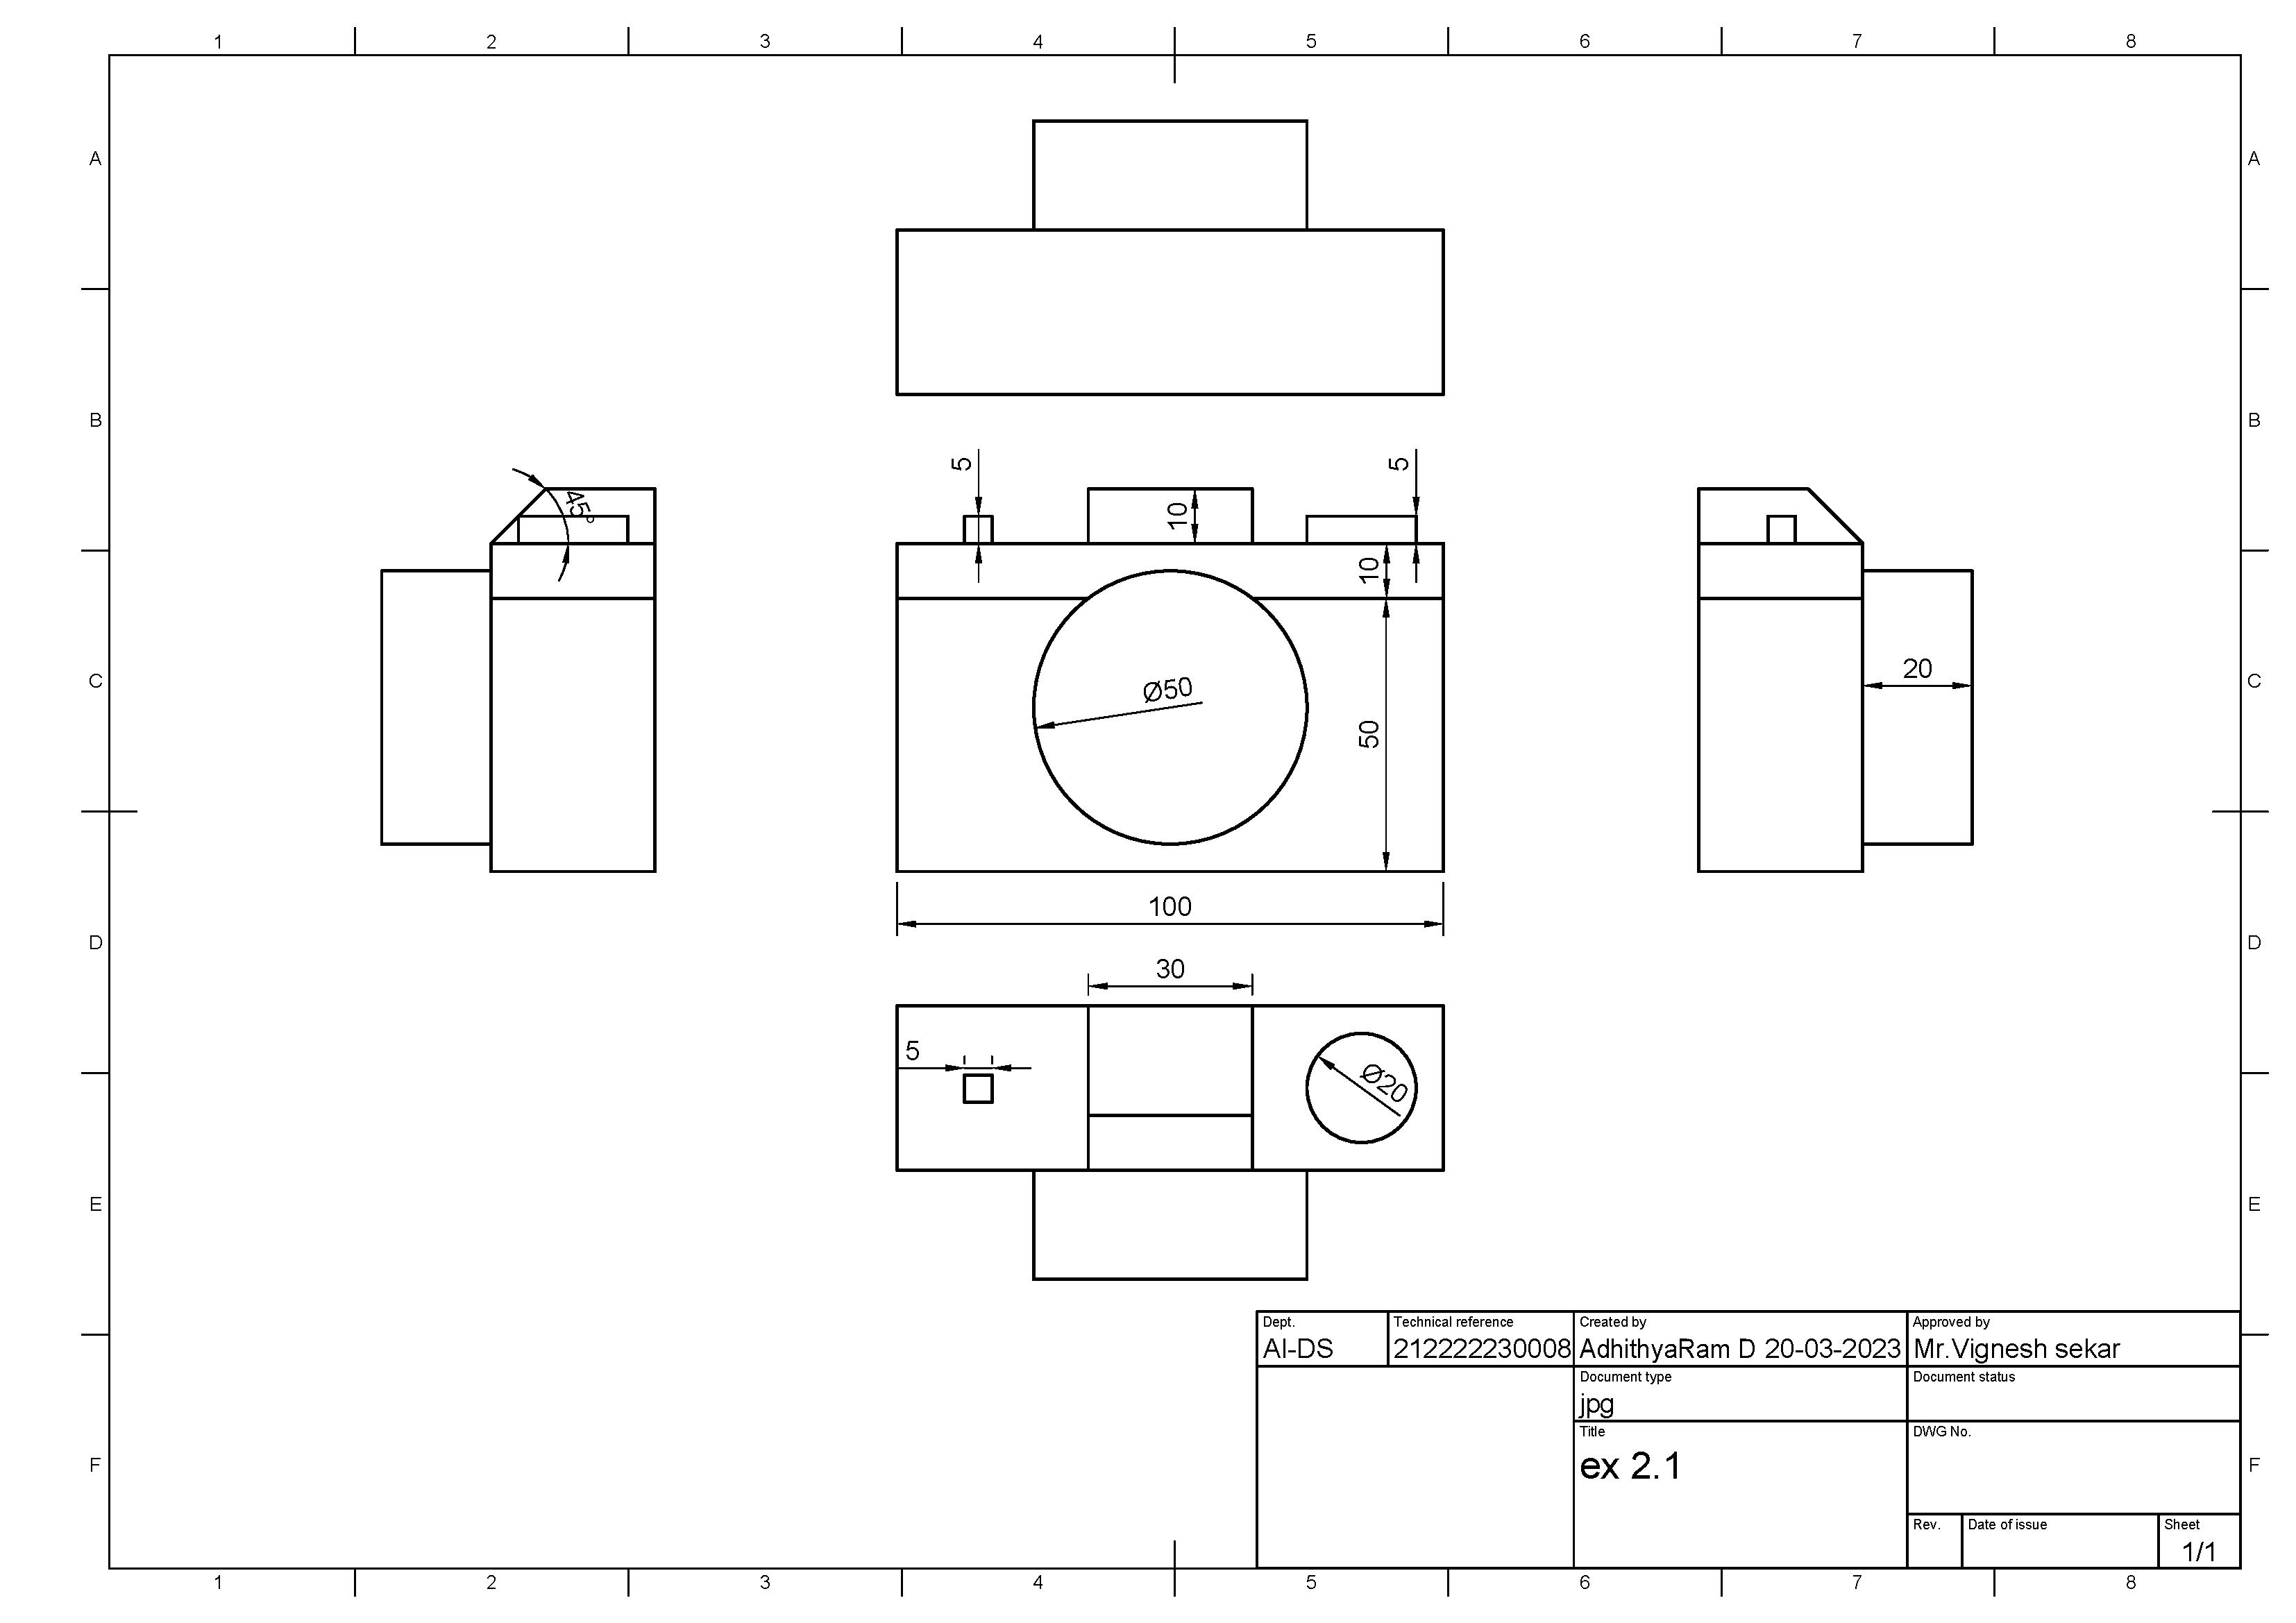 1 2 3 4 5 6 7 8
A A
B B
5 5
45°
10
10
C C
20
Ø50
50
100
D D
30
5
Ø20
E E
Dept. Technical reference Created by Approved by
AI-DS 212222230008 AdhithyaRam D 20-03-2023 Mr.Vignesh sekar
Document type Document status
jpg
Title DWG No.
ex 2.1
F F
Rev. Date of issue Sheet
1/1
1 2 3 4 5 6 7 8